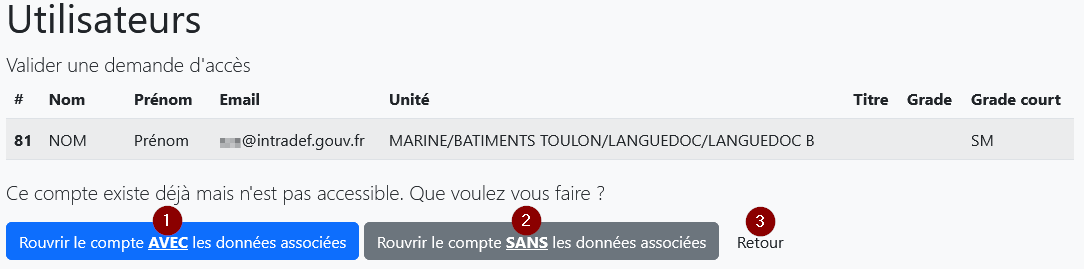 Utilisateurs
Valider une demande d'accès
# Nom Prénom Email Unité Titre Grade Grade court
81 NOM Prénom @intradef.gouv.fr MARINE/BATIMENTS TOULON/LANGUEDOC/LANGUEDOC B SM
Ce compte existe déjà mais n'est pas accessible. Que voulez vous faire ?
1 2 3
Rouvrir le compte AVEC les données associées Rouvrir le compte SANS les données associées Retour